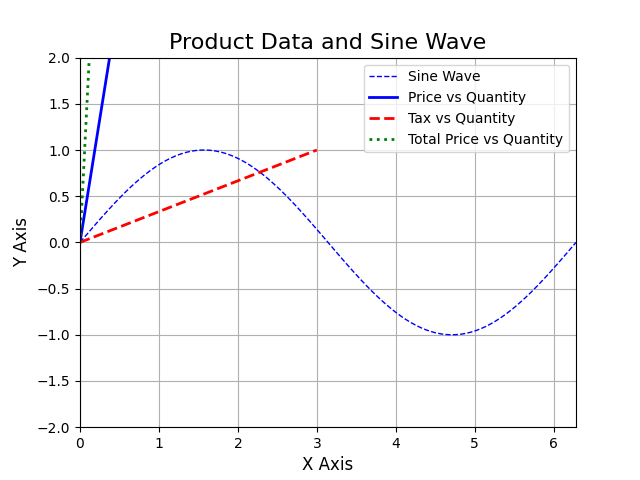 Product Data and Sine Wave
Sine Wave
Price vs Quantity
Tax vs Quantity
Total Price vs Quantity
2.0
1.5
1.0
0.5
0.0
−0.5
−1.0
−1.5
−2.0
Y Axis
0 1 2 3 4 5 6
X Axis